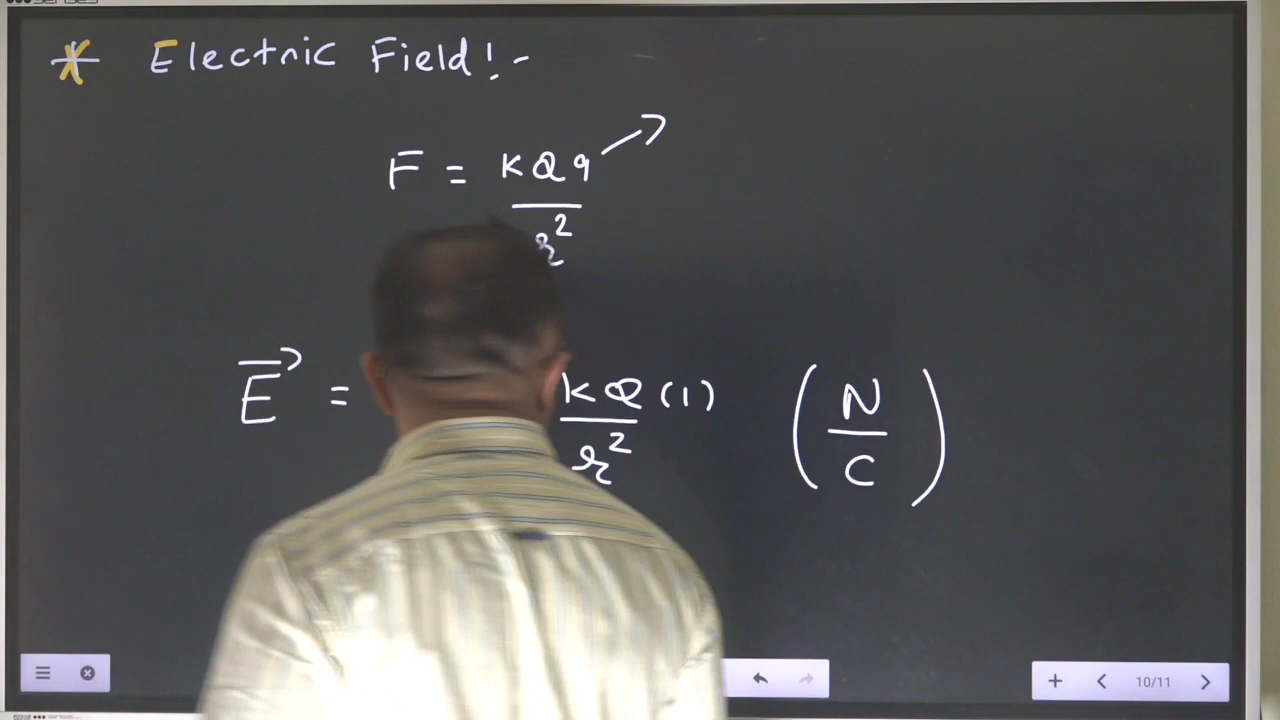 * Electric Field!-
F = KQq
r²
E = KQ(1) (N
r² C)
10/11